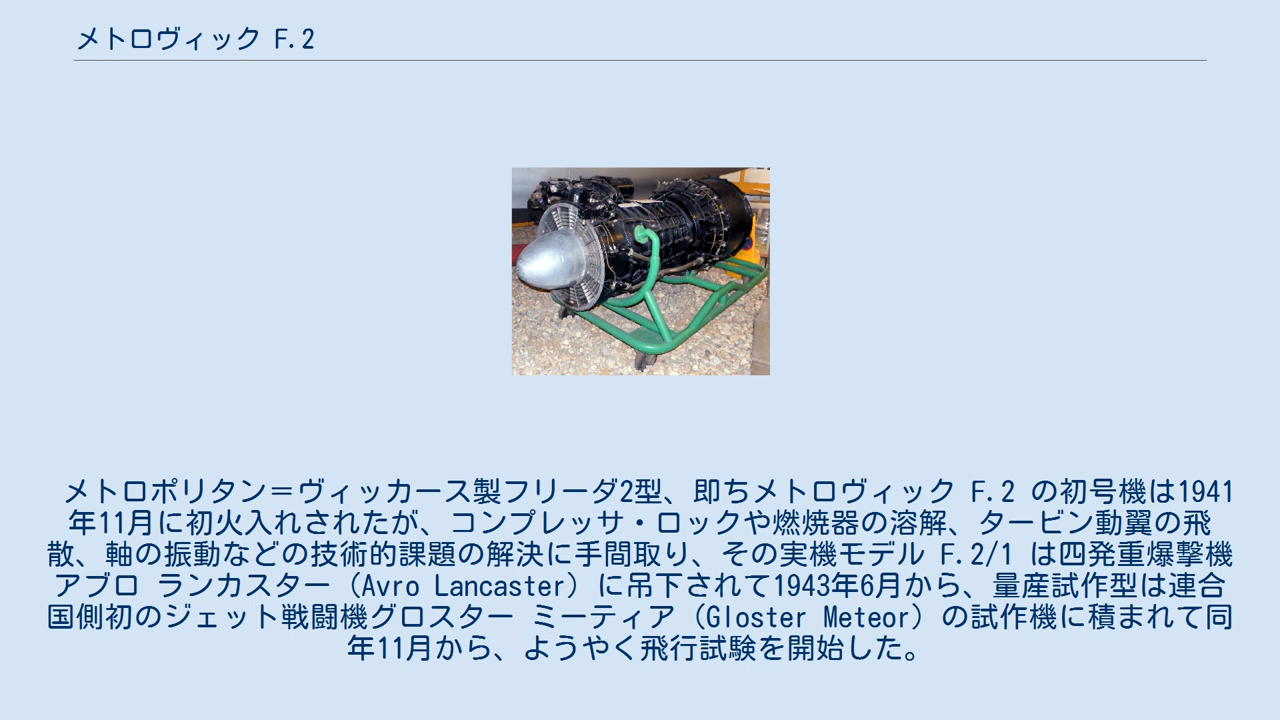 メトロヴィック F.2
メトロポリタン＝ヴィッカース製フリーダ2型、即ちメトロヴィック F.2 の初号機は1941
年11月に初火入れされたが、コンプレッサ・ロックや燃焼器の溶解、タービン動翼の飛
散、軸の振動などの技術的課題の解決に手間取り、その実機モデル F.2/1 は四発重爆撃機
アブロ ランカスター（Avro Lancaster）に吊下されて1943年6月から、量産試作型は連合
国側初のジェット戦闘機グロスター ミーティア（Gloster Meteor）の試作機に積まれて同
年11月から、ようやく飛行試験を開始した。